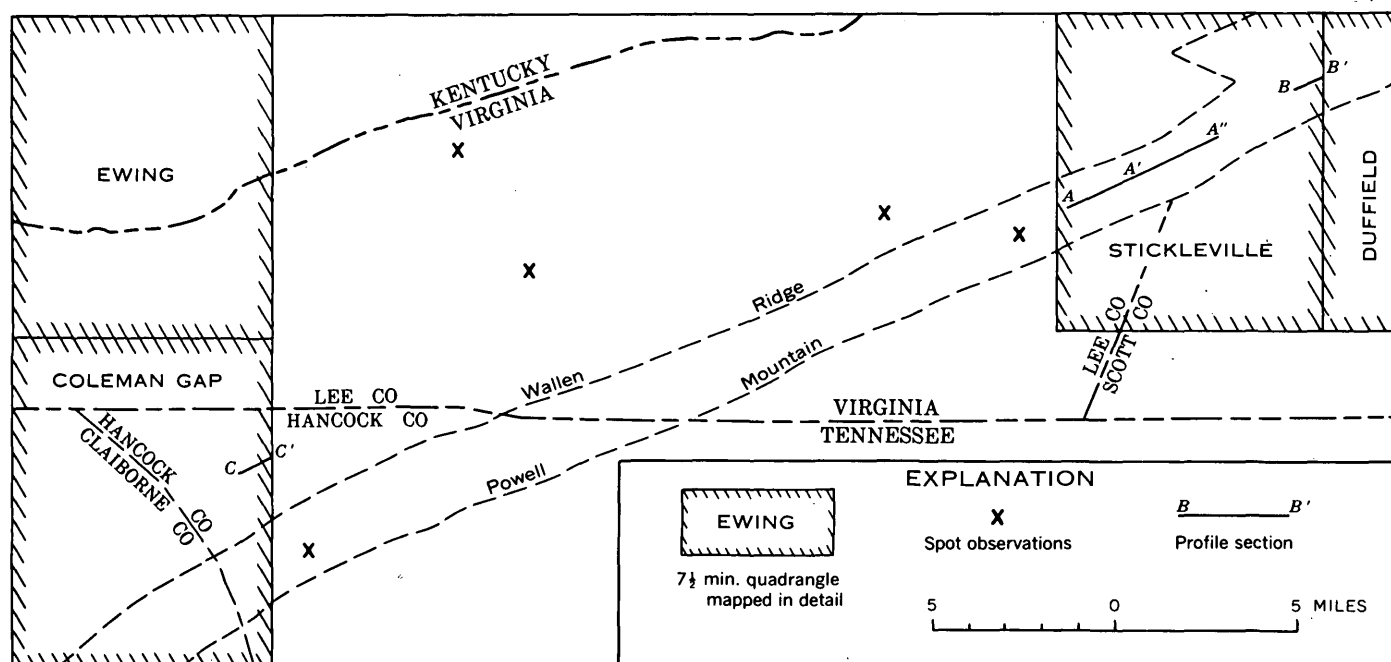 KENTUCKY
VIRGINIA
EWING
B B'
A A' A"
DUFFIELD
STICKLEVILLE
LEE CO
SCOTT CO
Wallen Ridge
Powell Mountain
COLEMAN GAP
LEE CO
HANCOCK CO
VIRGINIA
TENNESSEE
C C'
HANCOCK CO
CLAIBORNE CO
EXPLANATION
EWING
7½ min. quadrangle
mapped in detail
X
Spot observations
B B'
Profile section
5 0 5 MILES